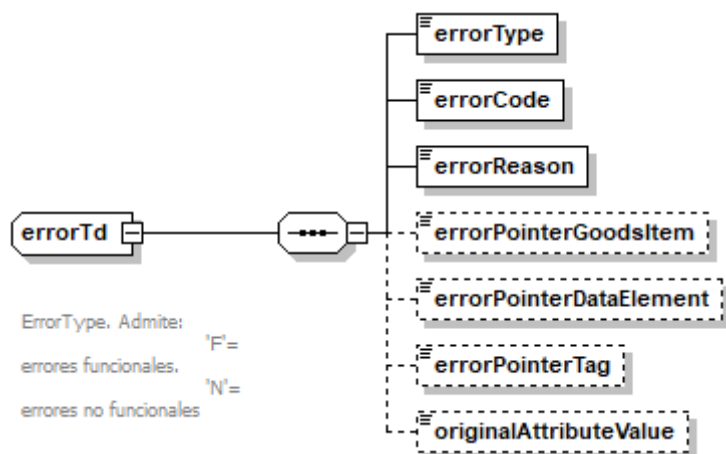 errorType
errorCode
errorReason
errorTd
errorPointerGoodsItem
errorPointerDataElement
errorPointerTag
originalAttributeValue
ErrorType. Admite:
'F'=
errores funcionales.
'N'=
errores no funcionales